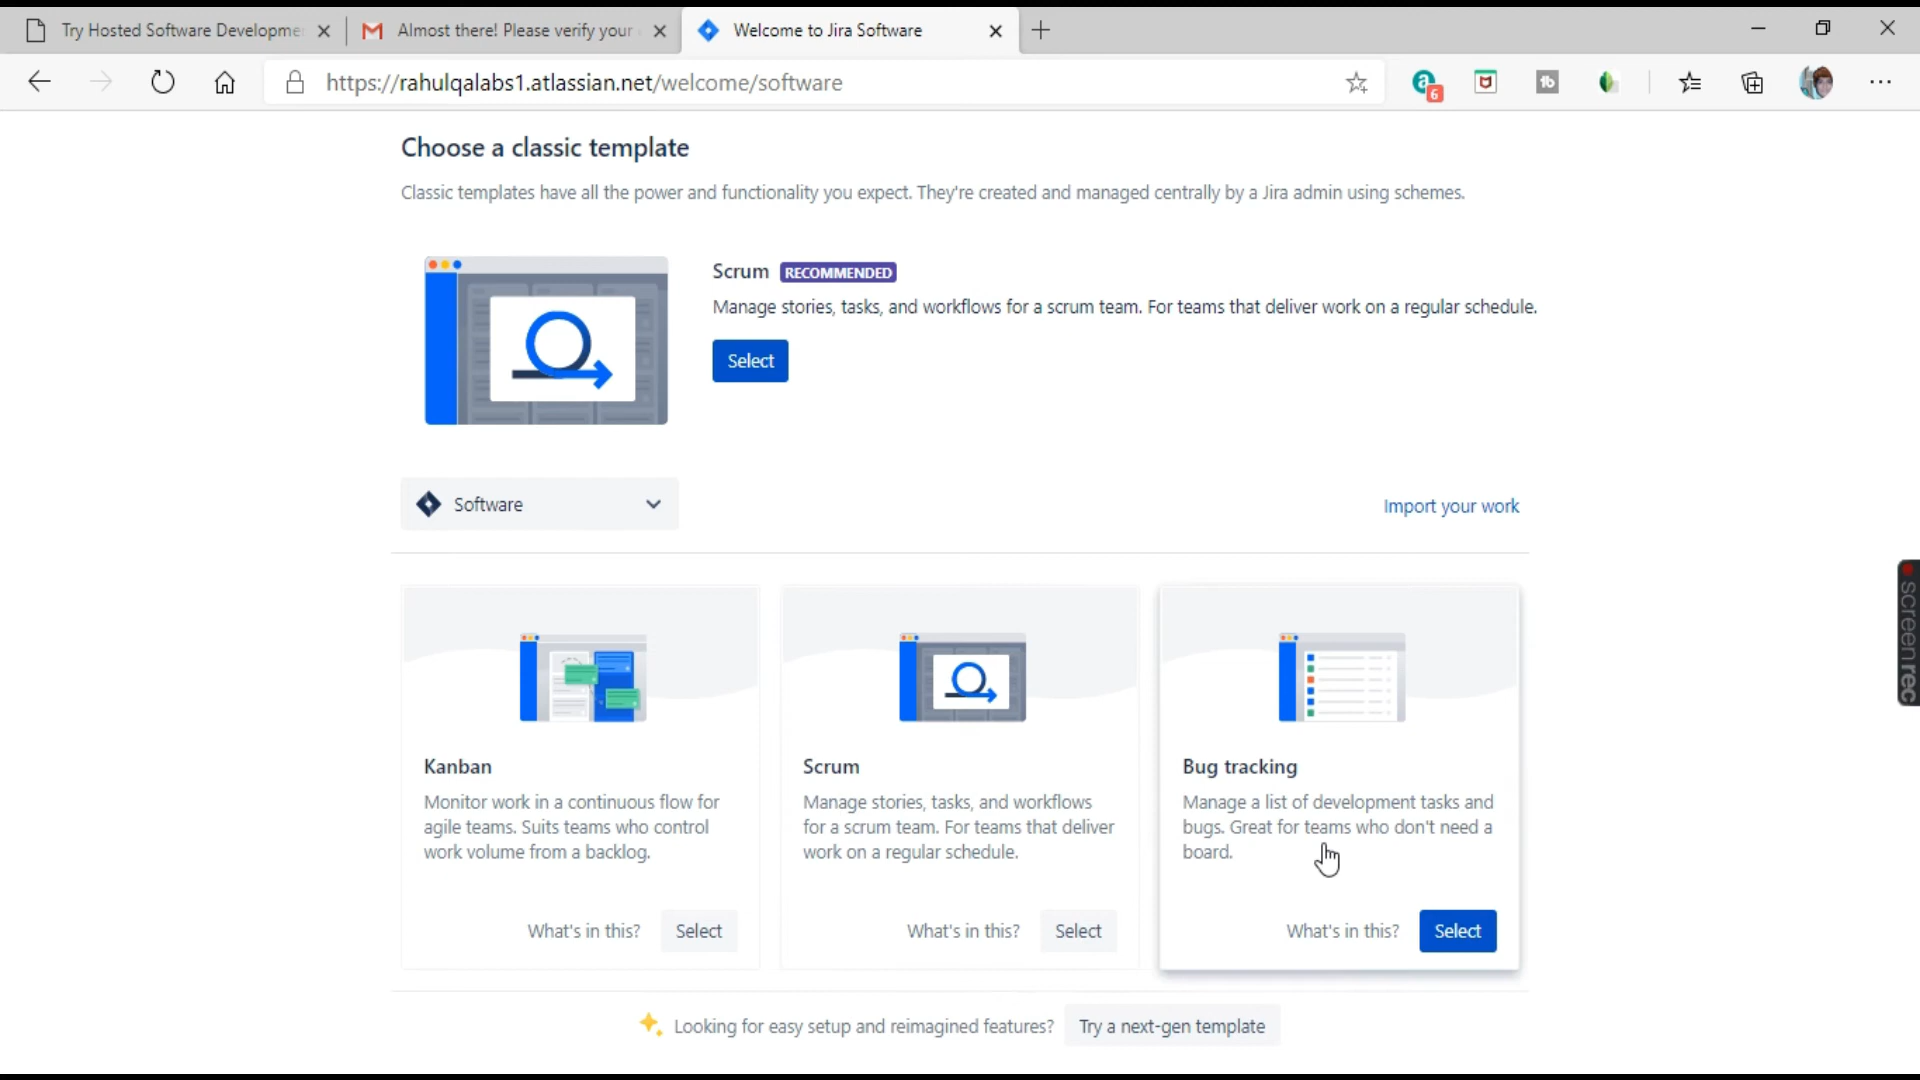 Try Hosted Software Developme
Almost there! Please verify your
Welcome to Jira Software
https://rahulqalabs1.atlassian.net/welcome/software
a
6
tb
Choose a classic template
Classic templates have all the power and functionality you expect. They're created and managed centrally by a Jira admin using schemes.
Scrum RECOMMENDED
Manage stories, tasks, and workflows for a scrum team. For teams that deliver work on a regular schedule.
Select
Software
Import your work
screenrec
Kanban
Monitor work in a continuous flow for
agile teams. Suits teams who control
work volume from a backlog.
What's in this? Select
Scrum
Manage stories, tasks, and workflows
for a scrum team. For teams that deliver
work on a regular schedule.
What's in this? Select
Bug tracking
Manage a list of development tasks and
bugs. Great for teams who don't need a
board.
What's in this? Select
Looking for easy setup and reimagined features? Try a next-gen template